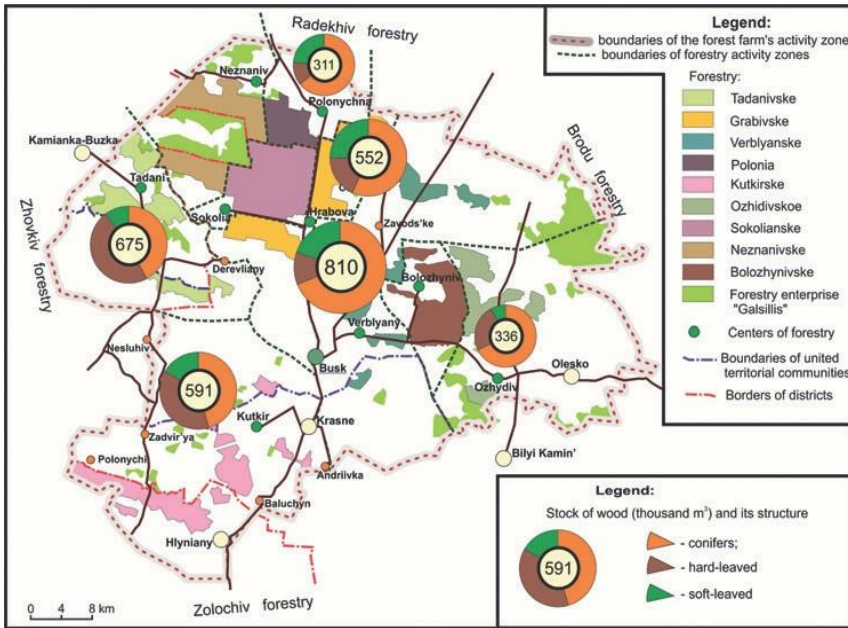 Radekhiv forestry
Legend:
boundaries of the forest farm's activity zone
boundaries of forestry activity zones
Forestry:
Tadanivske
Grabivske
Verblyanske
Polonia
Kutkirske
Ozhidivskoe
Sokolianske
Neznanivske
Bolozhynivske
Forestry enterprise
"Galsillis"
Centers of forestry
Boundaries of united
territorial communities
Borders of districts
Neznaniv
311
Polonychna
Kamianka-Buzka
552
Brodu forestry
Tadani
Zhovkiv forestry
Sokolia
Hrabova
Zavods'ke
675
Derevliany
810
Bolozhyniv
Verblyany
336
Nesluhiv
Busk
Olesko
Ozhydiv
591
Kutkir
Krasne
Zadvir'ya
Bilyi Kamin'
Polonychi
Andriivka
Baluchyn
Hlyniany
Zolochiv forestry
0 4 8 km
Legend:
Stock of wood (thousand m³) and its structure
591
- conifers;
- hard-leaved
- soft-leaved